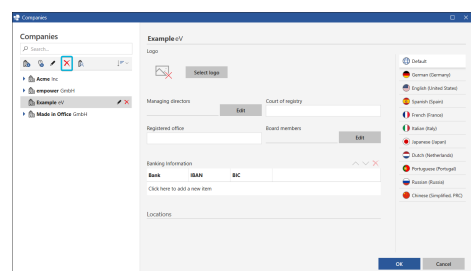 Companies
Companies
Search...
Acme Inc
empower GmbH
Example eV
Made in Office GmbH
Example eV
Logo
Select logo
Managing directors
Edit
Court of registry
Registered office
Board members
Edit
Banking information
Bank IBAN BIC
Click here to add a new item
Locations
Default
German (Germany)
English (United States)
Spanish (Spain)
French (France)
Italian (Italy)
Japanese (Japan)
Dutch (Netherlands)
Portuguese (Portugal)
Russian (Russia)
Chinese (Simplified, PRC)
OK Cancel